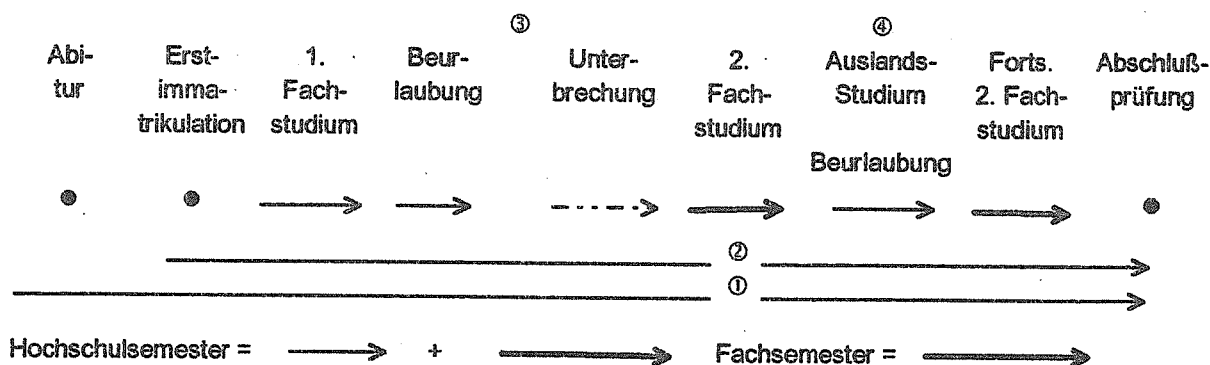 ③ ④
Abi- Erst- 1. Beur- Unter- 2. Auslands- Forts. Abschluß-
tur imma- Fach- laubung brechung Fach- Studium 2. Fach- prüfung
trikulation studium studium studium
Beurlaubung
②
①
Hochschulsemester = + Fachsemester =